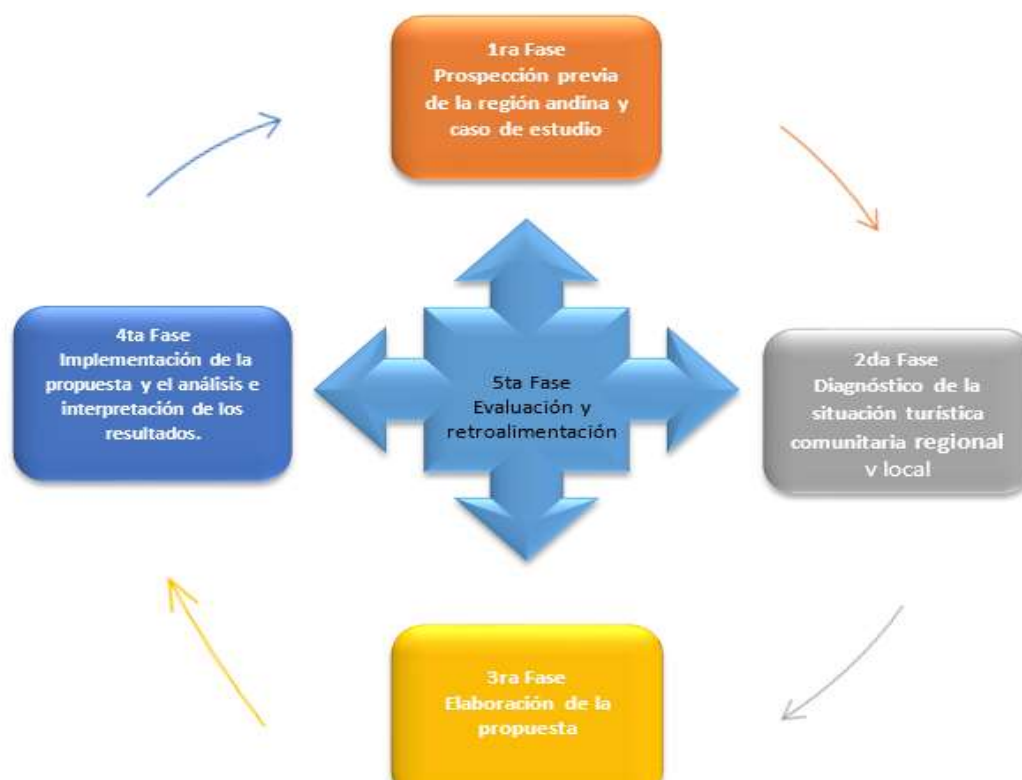 1ra Fase
Prospección previa
de la región andina y
caso de estudio
2da Fase
Diagnóstico de la
situación turística
comunitaria regional
y local
3ra Fase
Elaboración de la
propuesta
4ta Fase
Implementación de la
propuesta y el análisis e
interpretación de los
resultados.
5ta Fase
Evaluación y
retroalimentación